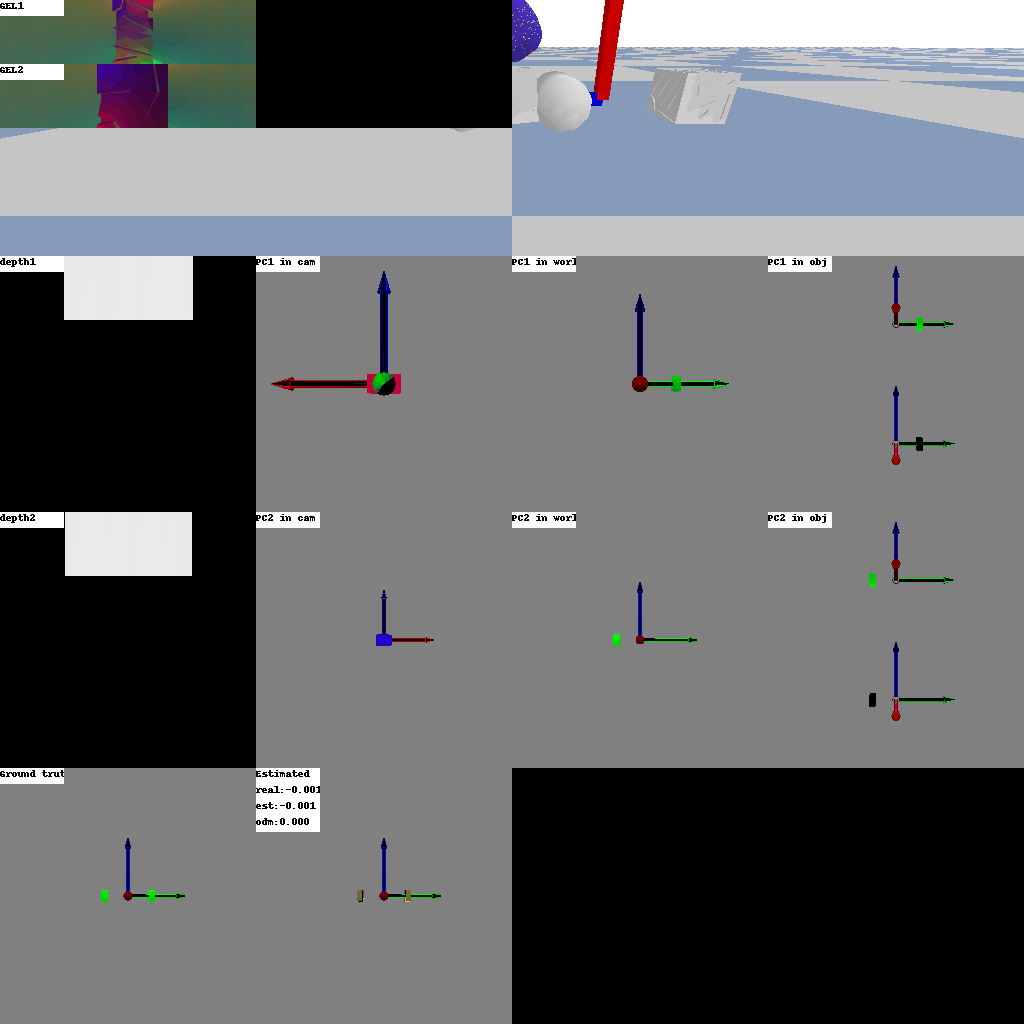 GEL1
GEL2
depth1
PC1 in cam
PC1 in worl
PC1 in obj
depth2
PC2 in cam
PC2 in worl
PC2 in obj
Ground trut
Estimated
real:-0.001
est:-0.001
odm:0.000